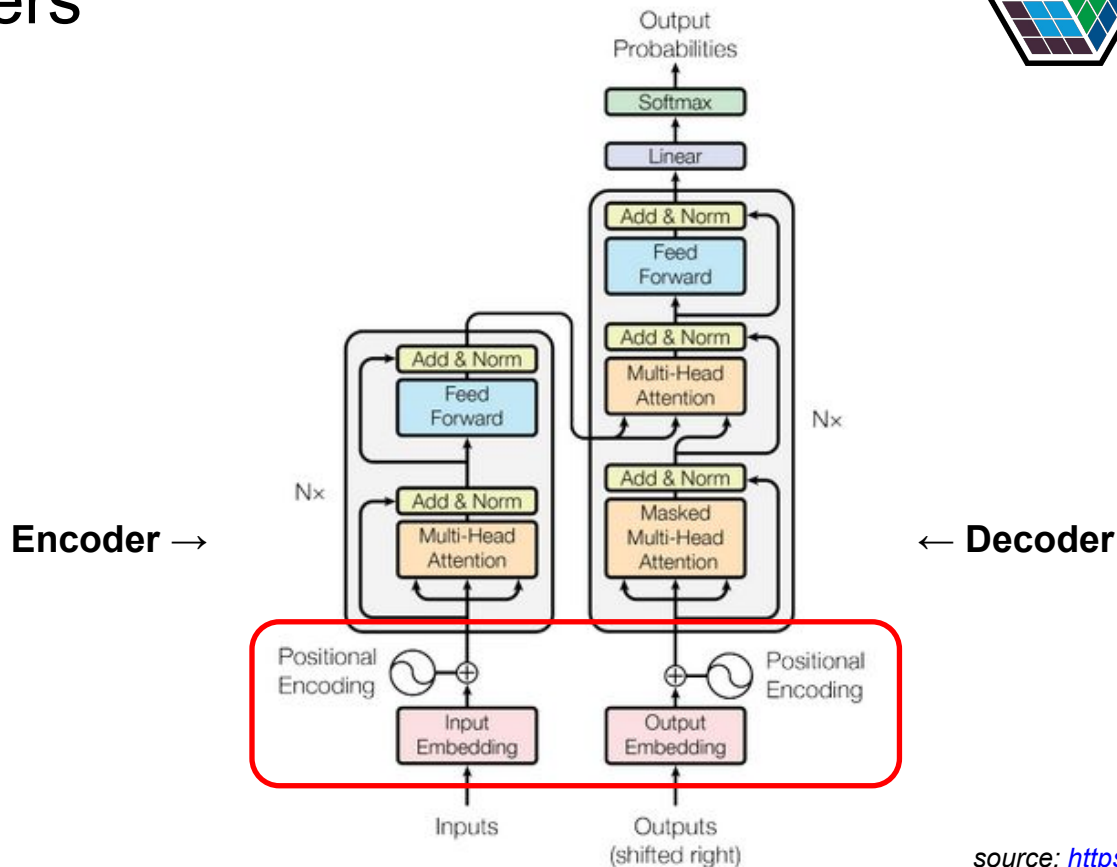 Output
Probabilities
Softmax
Linear
Add & Norm
Feed
Forward
Add & Norm
Multi-Head
Attention
Nx
Add & Norm
Masked
Multi-Head
Attention
← Decoder
Add & Norm
Feed
Forward
Nx
Add & Norm
Multi-Head
Attention
Encoder →
Positional
Encoding
Input
Embedding
Inputs
Positional
Encoding
Output
Embedding
Outputs
(shifted right)
source: https